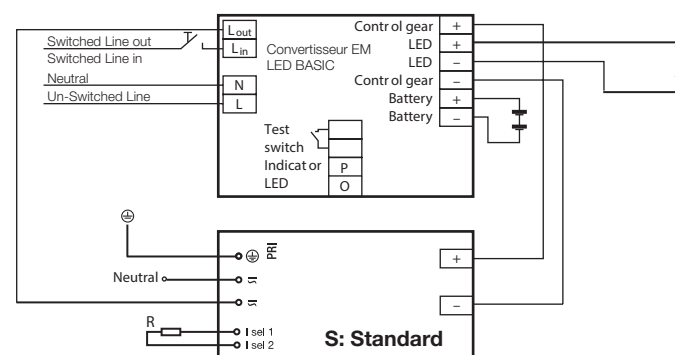 Switched Line out
Switched Line in
Neutral
Un-Switched Line
Lout
Lin
N
L
Convertisseur EM
LED BASIC
Control gear +
LED +
LED –
Control gear –
Battery +
Battery –
Test
switch
Indicator
LED
P
O
PRI
Neutral
R
I sel 1
I sel 2
+
–
S: Standard